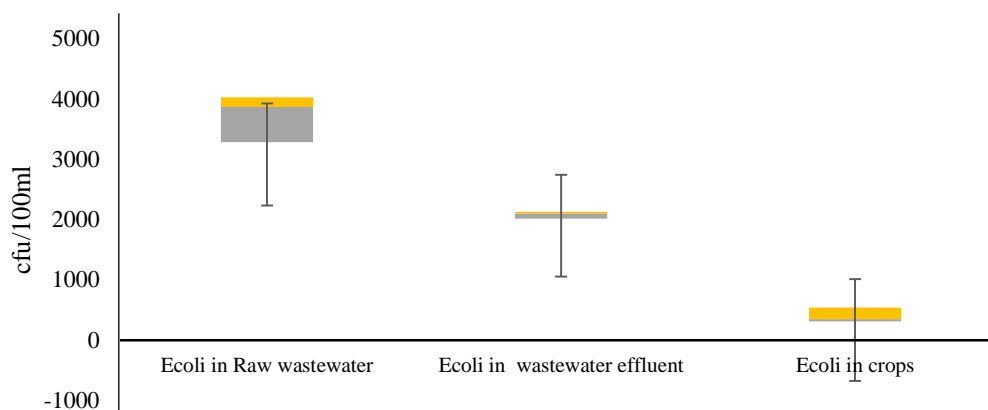 5000
4000
3000
2000
1000
0
-1000
cfu/100ml
Ecoli in Raw wastewater
Ecoli in  wastewater effluent
Ecoli in crops